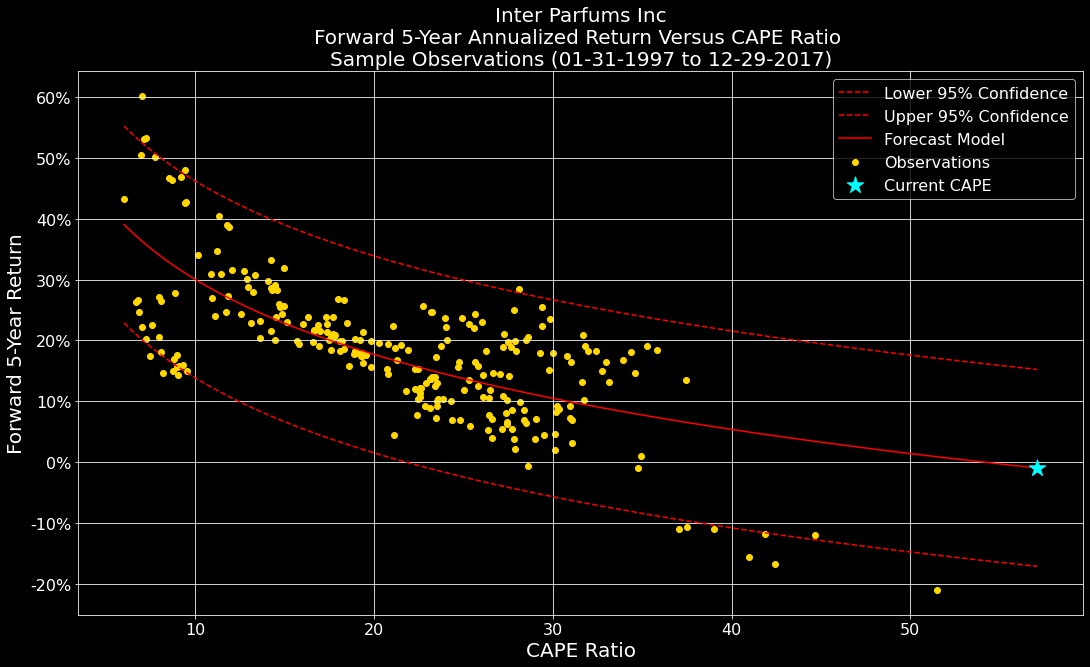 Inter Parfums Inc
Forward 5-Year Annualized Return Versus CAPE Ratio
Sample Observations (01-31-1997 to 12-29-2017)
Lower 95% Confidence
Upper 95% Confidence
Forecast Model
Observations
Current CAPE
Forward 5-Year Return
60%
50%
40%
30%
20%
10%
0%
-10%
-20%
10 20 30 40 50
CAPE Ratio